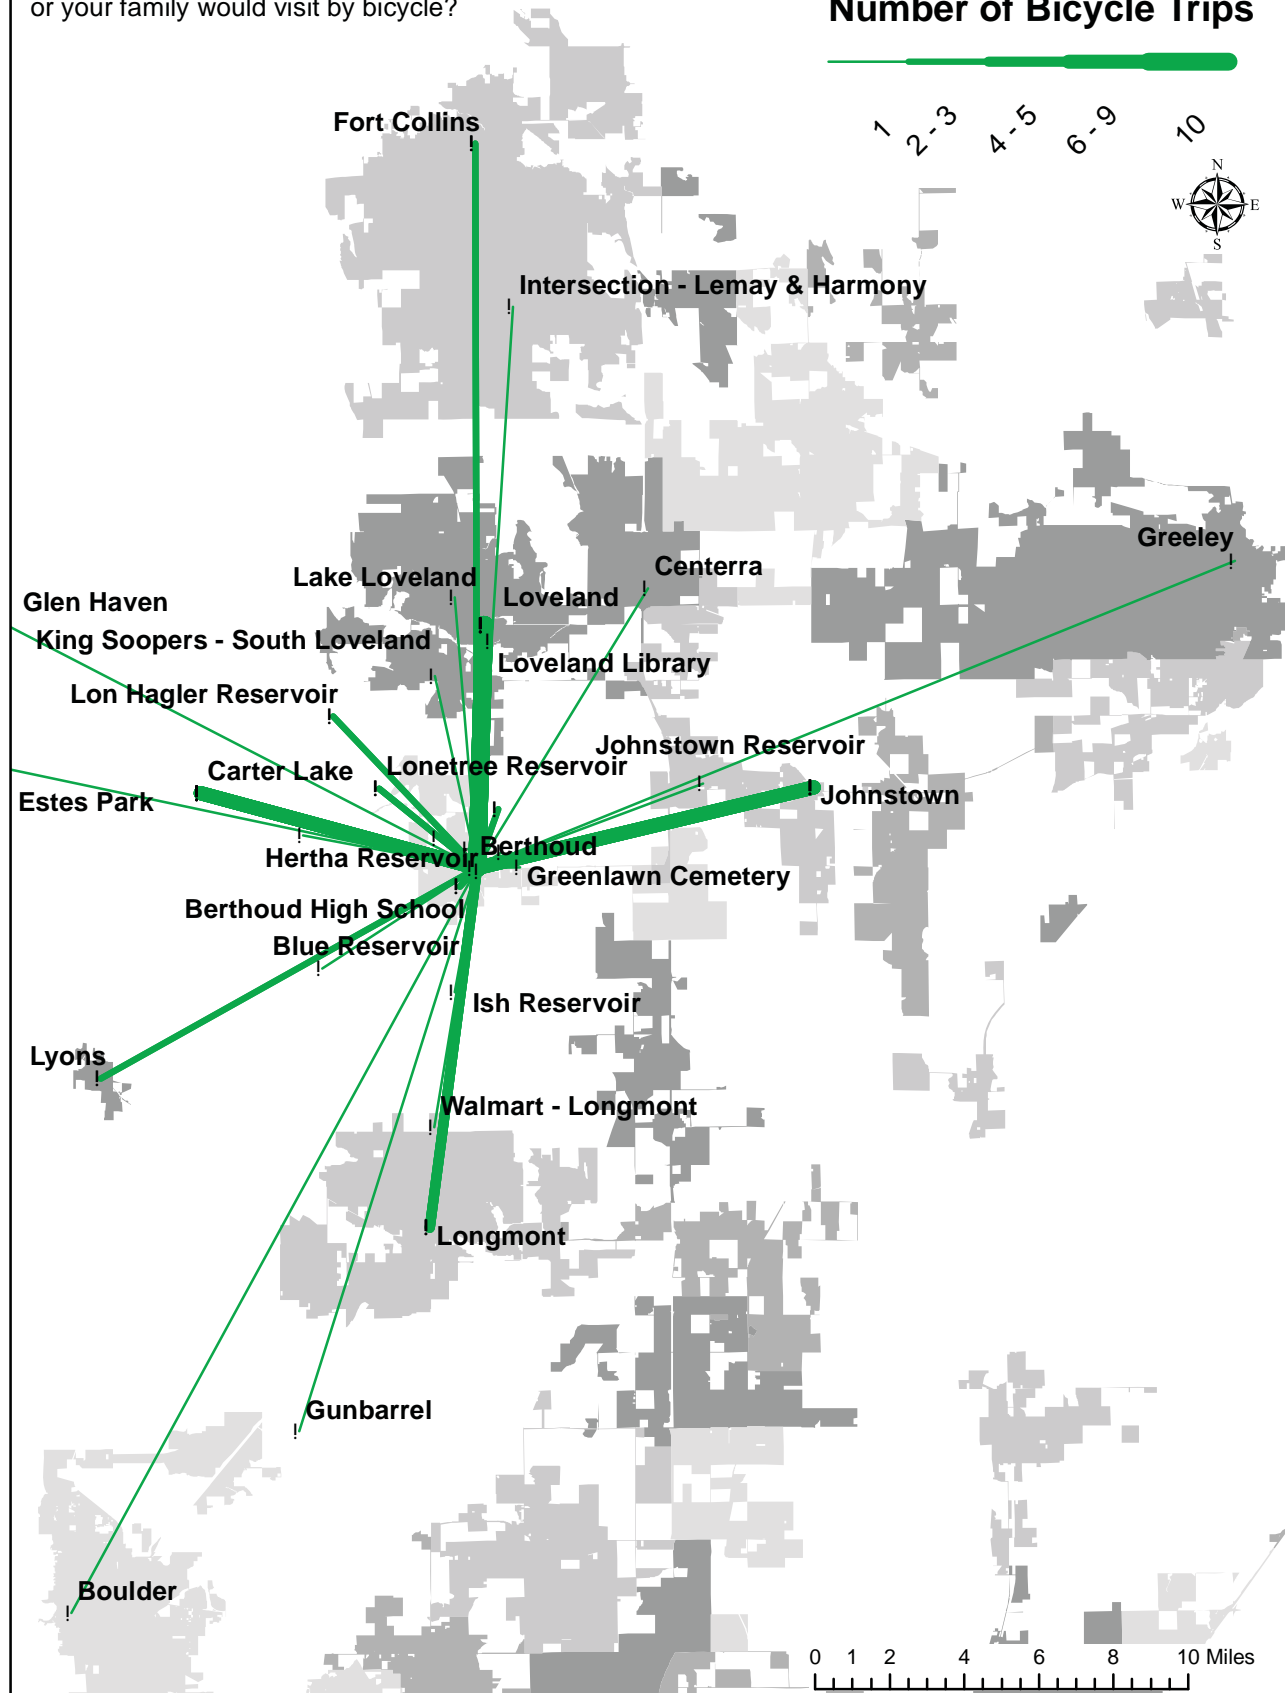 or your family would visit by bicycle?
Number of Bicycle Trips
1
2 - 3
4 - 5
6 - 9
10
N
W
E
S
Fort Collins
Intersection - Lemay & Harmony
Greeley
Centerra
Lake Loveland
Loveland
Glen Haven
King Soopers - South Loveland
Loveland Library
Lon Hagler Reservoir
Johnstown Reservoir
Carter Lake
Lonetree Reservoir
Estes Park
Johnstown
Berthoud
Hertha Reservoir
Greenlawn Cemetery
Berthoud High School
Blue Reservoir
Ish Reservoir
Lyons
Walmart - Longmont
Longmont
Gunbarrel
Boulder
0 1 2 4 6 8 10 Miles